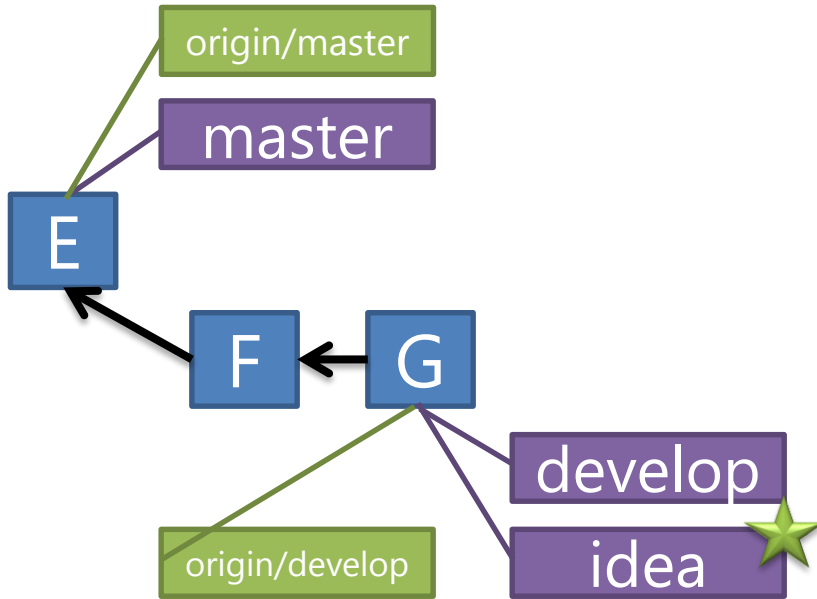 origin/master
master
E
F
G
develop
origin/develop
idea